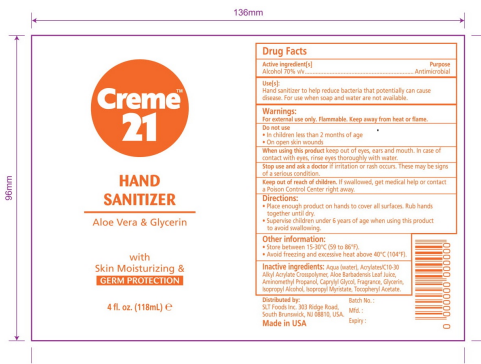 136mm
96mm
Creme™
21
HAND
SANITIZER
Aloe Vera & Glycerin
with
Skin Moisturizing &
GERM PROTECTION
4 fl. oz. (118mL) ℮
Drug Facts
Active ingredient(s) Purpose
Alcohol 70% v/v Antimicrobial
Use(s):
Hand sanitizer to help reduce bacteria that potentially can cause
disease. For use when soap and water are not available.
Warnings:
For external use only. Flammable. Keep away from heat or flame.
Do not use
• In children less than 2 months of age
• On open skin wounds
When using this product keep out of eyes, ears and mouth. In case of
contact with eyes, rinse eyes thoroughly with water.
Stop use and ask a doctor if irritation or rash occurs. These may be signs
of a serious condition.
Keep out of reach of children. If swallowed, get medical help or contact
a Poison Control Center right away.
Directions:
• Place enough product on hands to cover all surfaces. Rub hands
together until dry.
• Supervise children under 6 years of age when using this product
to avoid swallowing.
Other information:
• Store between 15-30°C (59 to 86°F).
• Avoid freezing and excessive heat above 40°C (104°F).
Inactive ingredients: Aqua (water), Acrylates/C10-30
Alkyl Acrylate Crosspolymer, Aloe Barbadensis Leaf Juice,
Aminomethyl Propanol, Caprylyl Glycol, Fragrance, Glycerin,
Isopropyl Alcohol, Isopropyl Myristate, Tocopheryl Acetate.
Distributed by:
SLT Foods Inc. 303 Ridge Road,
South Brunswick, NJ 08810, USA.
Made in USA
Batch No. :
Mfd. :
Expiry :